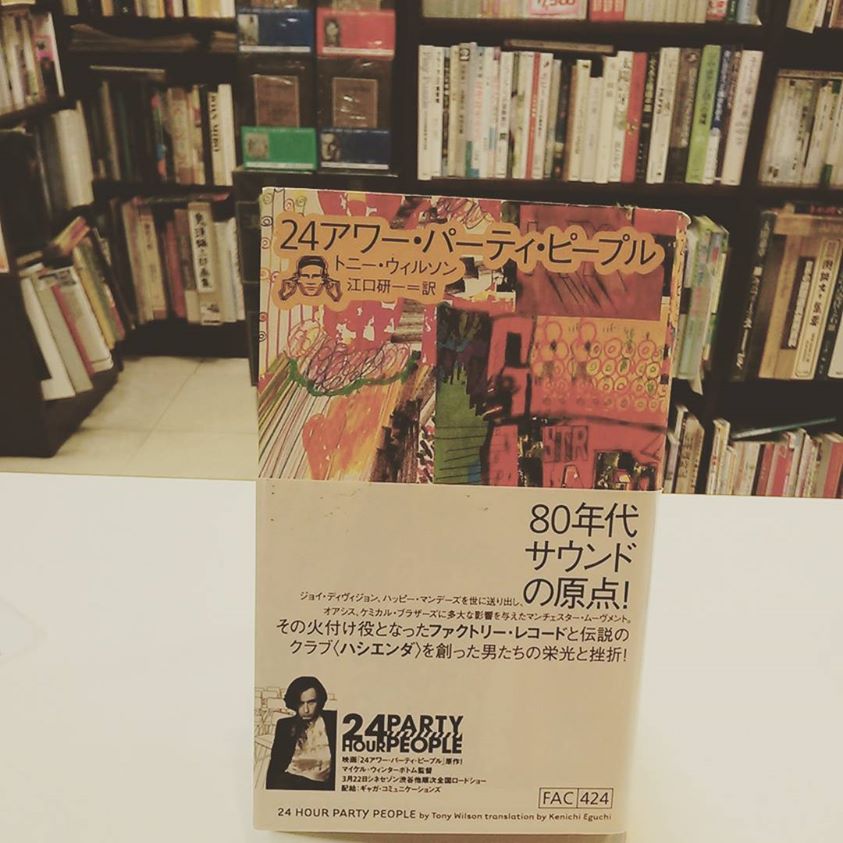 24アワー・パーティ・ピープル
トニー・ウィルソン
江口研一＝訳
80年代
サウンド
の原点！
ジョイ・ディヴィジョン、ハッピー・マンデーズを世に送り出し、
オアシス、ケミカル・ブラザーズに多大な影響を与えたマンチェスター・ムーヴメント。
その火付け役となったファクトリー・レコードと伝説の
クラブ〈ハシエンダ〉を創った男たちの栄光と挫折！
24 PARTY
HOUR PEOPLE
映画「24アワー・パーティ・ピープル」原作！
マイケル・ウィンターボトム監督
3月22日シネセゾン渋谷他順次全国ロードショー
配給：ギャガ・コミュニケーションズ
FAC 424
24 HOUR PARTY PEOPLE by Tony Wilson translation by Kenichi Eguchi